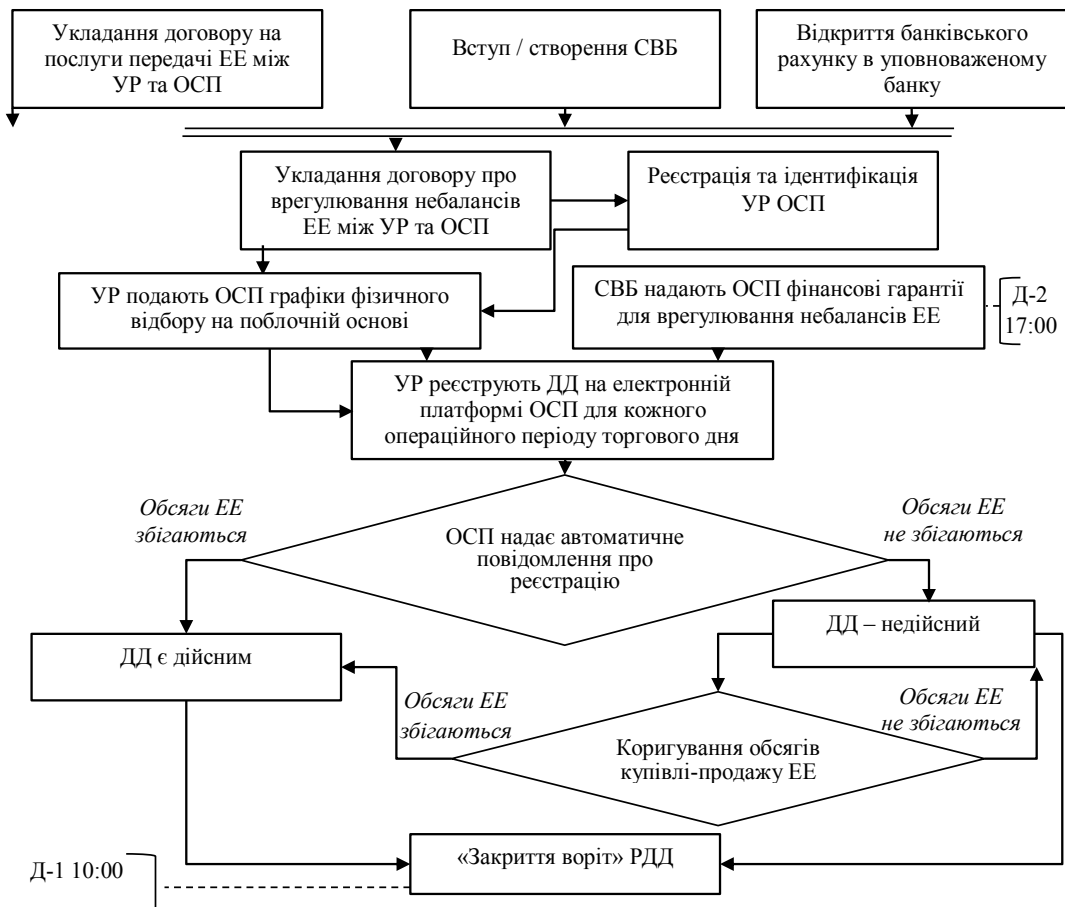 Укладання договору на
послуги передачі ЕЕ між
УР та ОСП
Вступ / створення СВБ
Відкриття банківського
рахунку в уповноваженому
банку
Укладання договору про
врегулювання небалансів
ЕЕ між УР та ОСП
Реєстрація та ідентифікація
УР ОСП
УР подають ОСП графіки фізичного
відбору на поблочній основі
СВБ надають ОСП фінансові гарантії
для врегулювання небалансів ЕЕ
Д-2
17:00
УР реєструють ДД на електронній
платформі ОСП для кожного
операційного періоду торгового дня
Обсяги ЕЕ
збігаються
ОСП надає автоматичне
повідомлення про
реєстрацію
Обсяги ЕЕ
не збігаються
ДД є дійсним
ДД – недійсний
Обсяги ЕЕ
збігаються
Обсяги ЕЕ
не збігаються
Коригування обсягів
купівлі-продажу ЕЕ
«Закриття воріт» РДД
Д-1 10:00